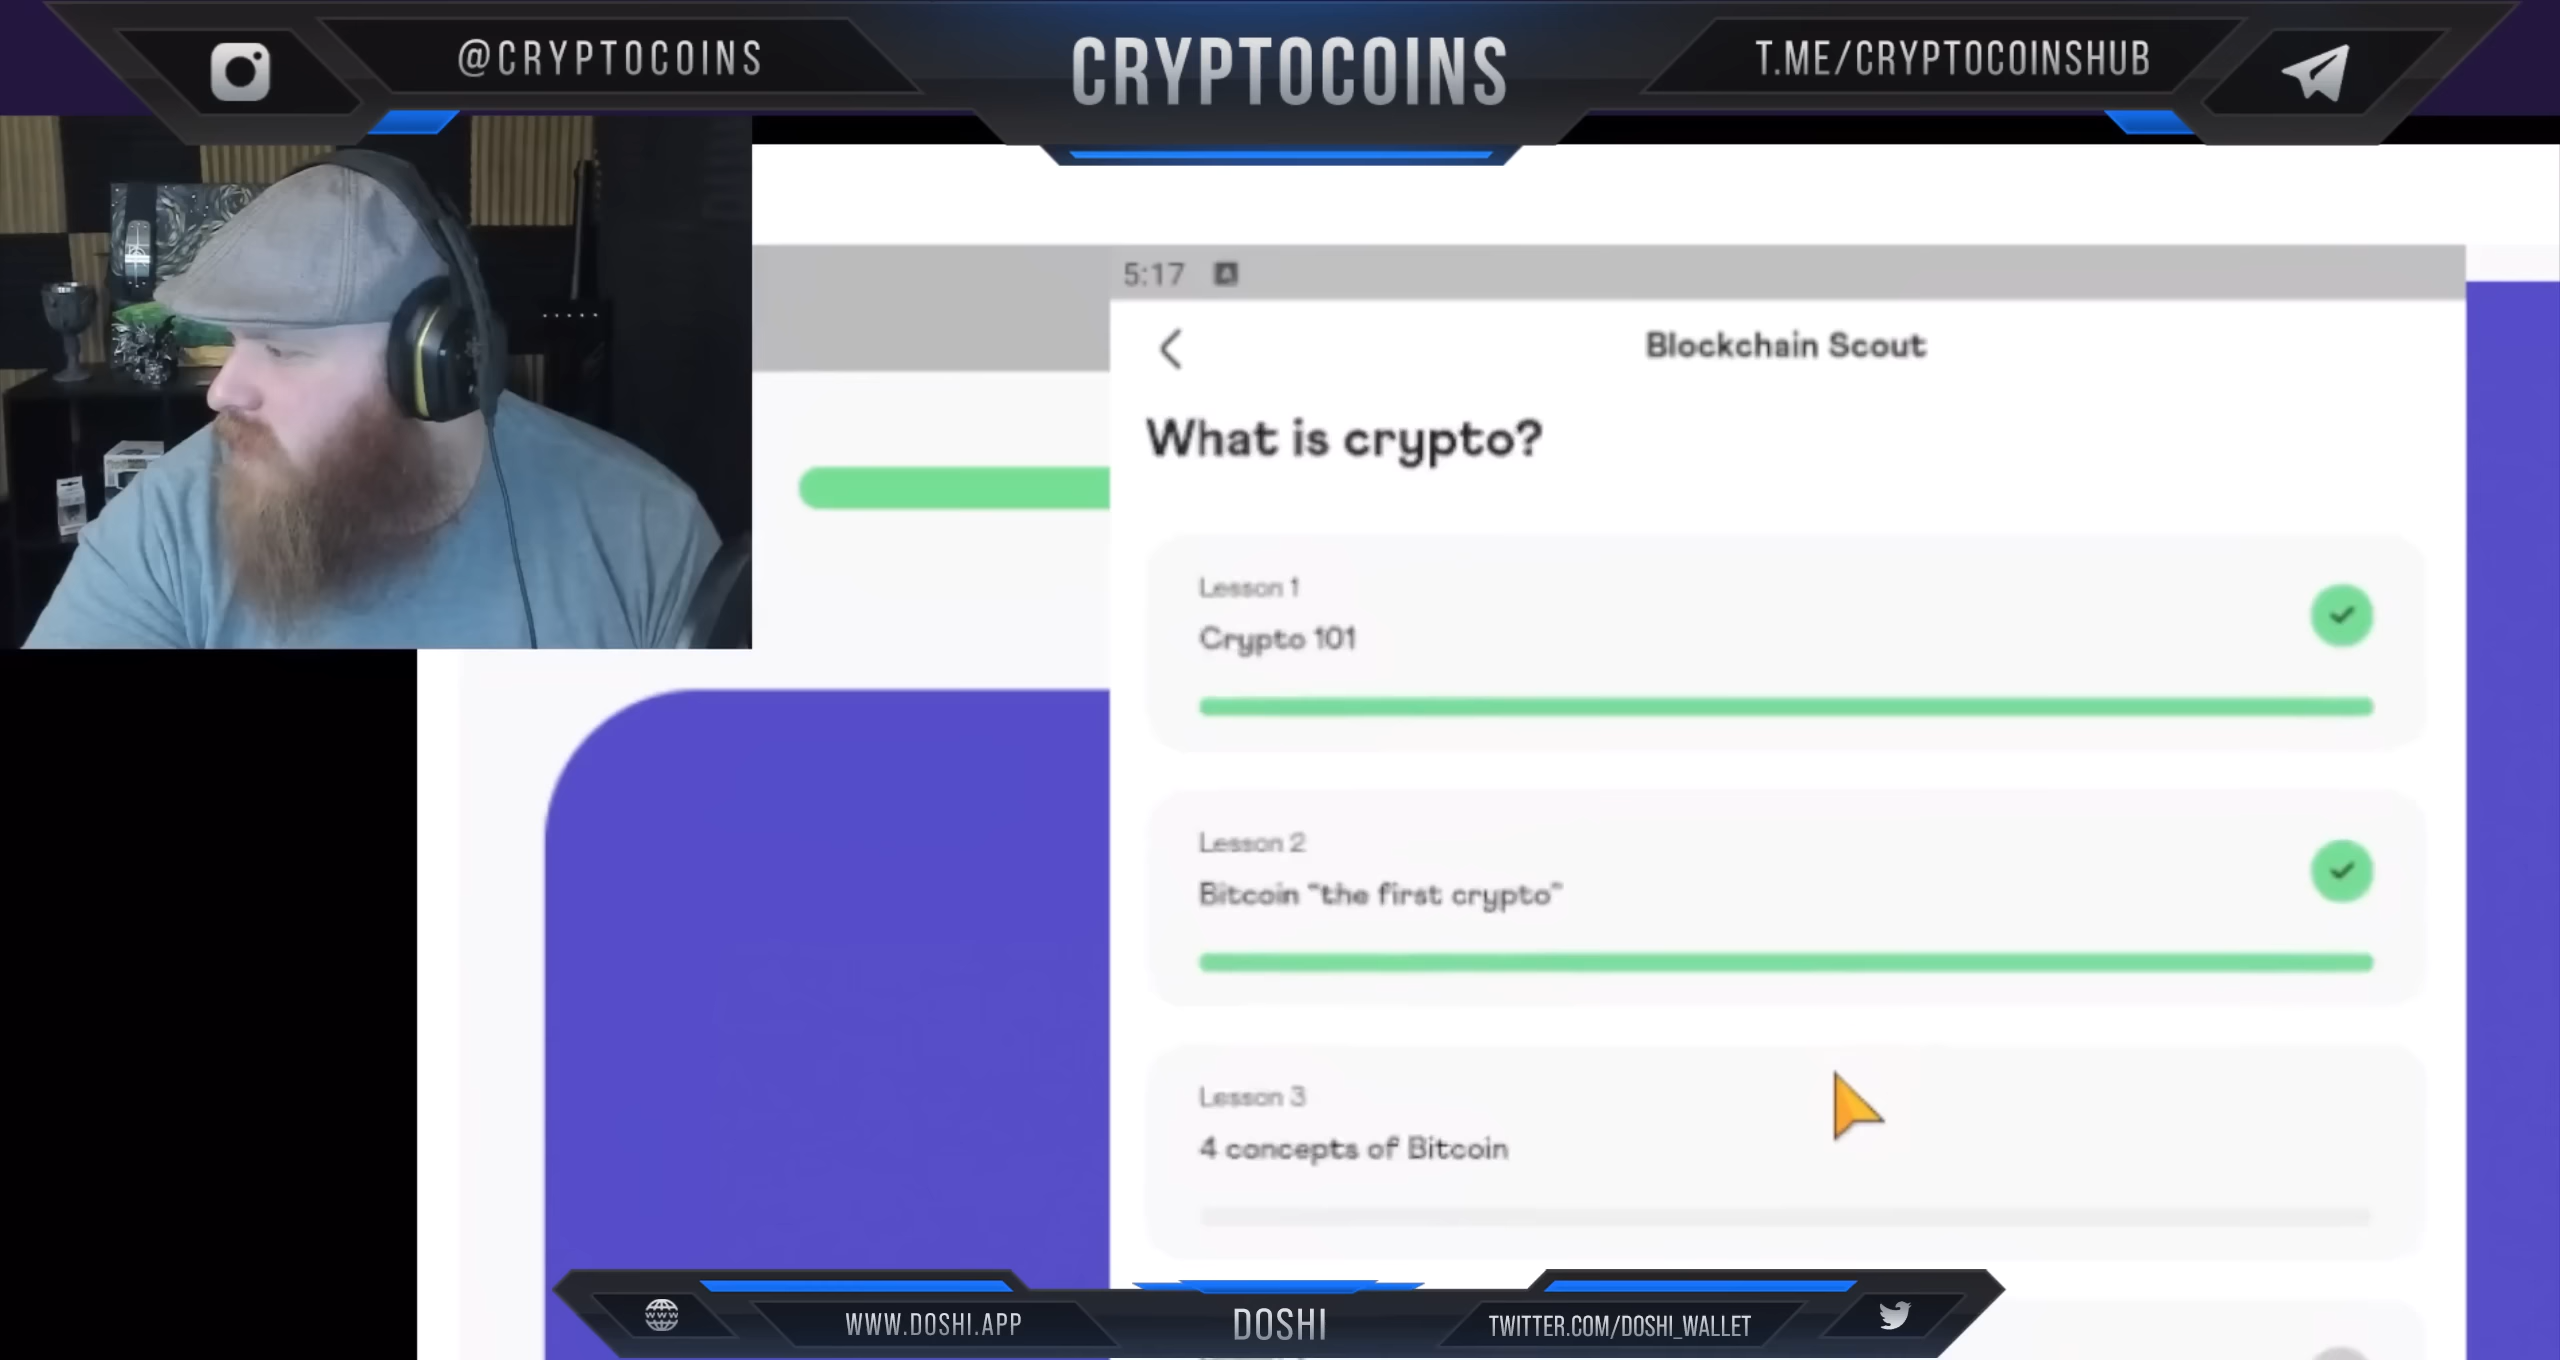 @CRYPTOCOINS
CRYPTOCOINS
T.ME/CRYPTOCOINSHUB
5:17
Blockchain Scout
What is crypto?
Lesson 1
Crypto 101
Lesson 2
Bitcoin "the first crypto"
Lesson 3
4 concepts of Bitcoin
WWW.DOSHI.APP
DOSHI
TWITTER.COM/DOSHI_WALLET